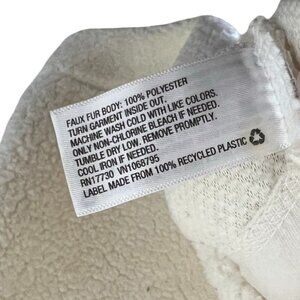 FAUX FUR BODY: 100% POLYESTER
TURN GARMENT INSIDE OUT.
MACHINE WASH COLD WITH LIKE COLORS.
ONLY NON-CHLORINE BLEACH IF NEEDED.
TUMBLE DRY LOW. REMOVE PROMPTLY.
COOL IRON IF NEEDED.
RN17730 VN1068795
LABEL MADE FROM 100% RECYCLED PLASTIC